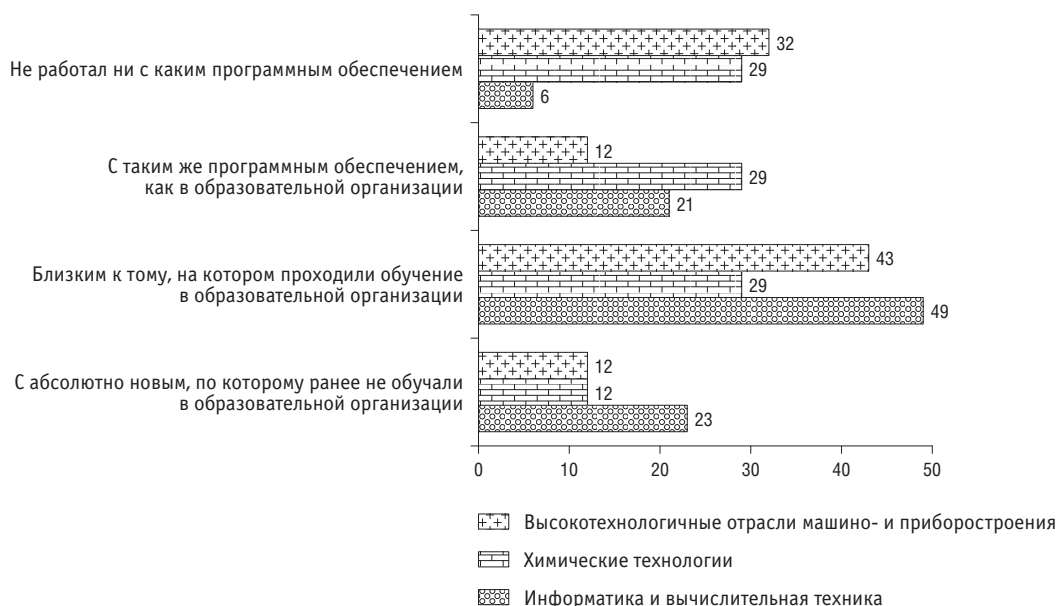 32
Не работал ни с каким программным обеспечением
29
6
12
С таким же программным обеспечением,
как в образовательной организации
29
21
43
Близким к тому, на котором проходили обучение
в образовательной организации
29
49
12
С абсолютно новым, по которому ранее не обучали
в образовательной организации
12
23
0 10 20 30 40 50
Высокотехнологичные отрасли машино- и приборостроения
Химические технологии
Информатика и вычислительная техника